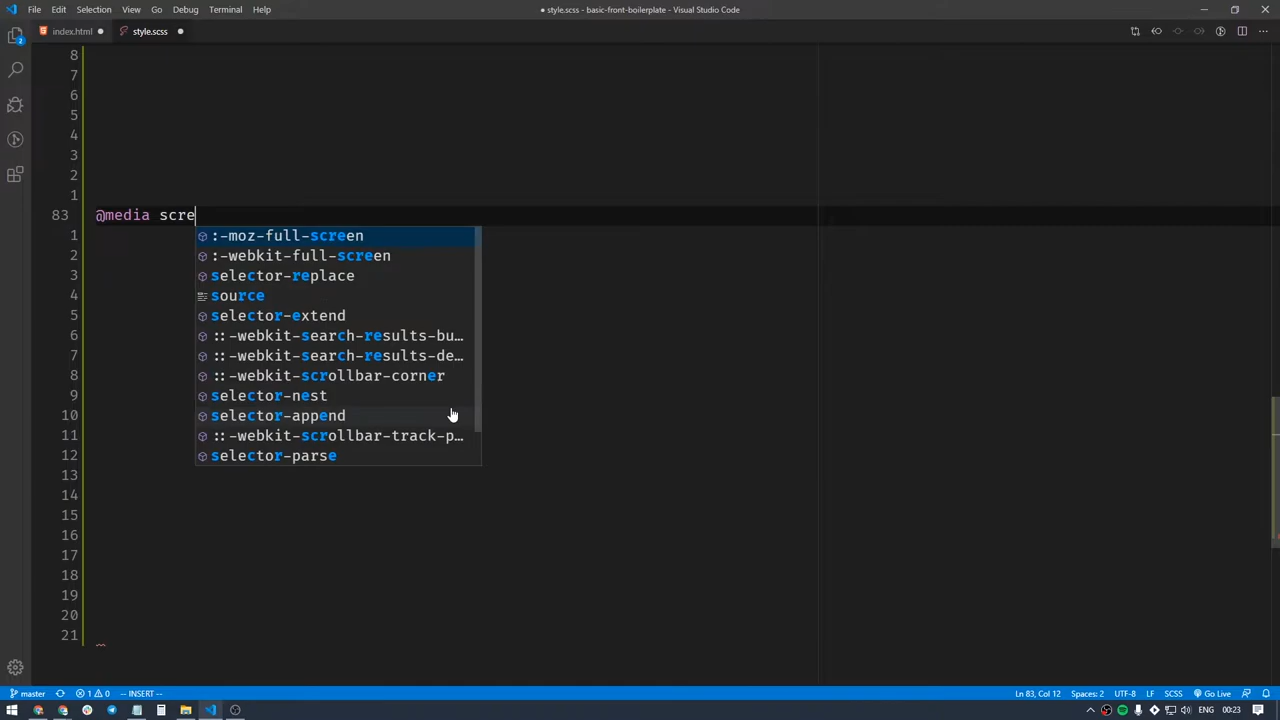 File Edit Selection View Go Debug Terminal Help
● style.scss - basic-front-boilerplate - Visual Studio Code
index.html
style.scss
2
8
7
6
5
4
3
2
1
83 @media scre
1 :-moz-full-screen
2 :-webkit-full-screen
3 selector-replace
4 source
5 selector-extend
6 ::-webkit-search-results-bu…
7 ::-webkit-search-results-de…
8 ::-webkit-scrollbar-corner
9 selector-nest
10 selector-append
11 ::-webkit-scrollbar-track-p…
12 selector-parse
13
14
15
16
17
18
19
20
21
master 1 0 -- INSERT -- Ln 83, Col 12 Spaces: 2 UTF-8 LF SCSS Go Live
ENG 00:23